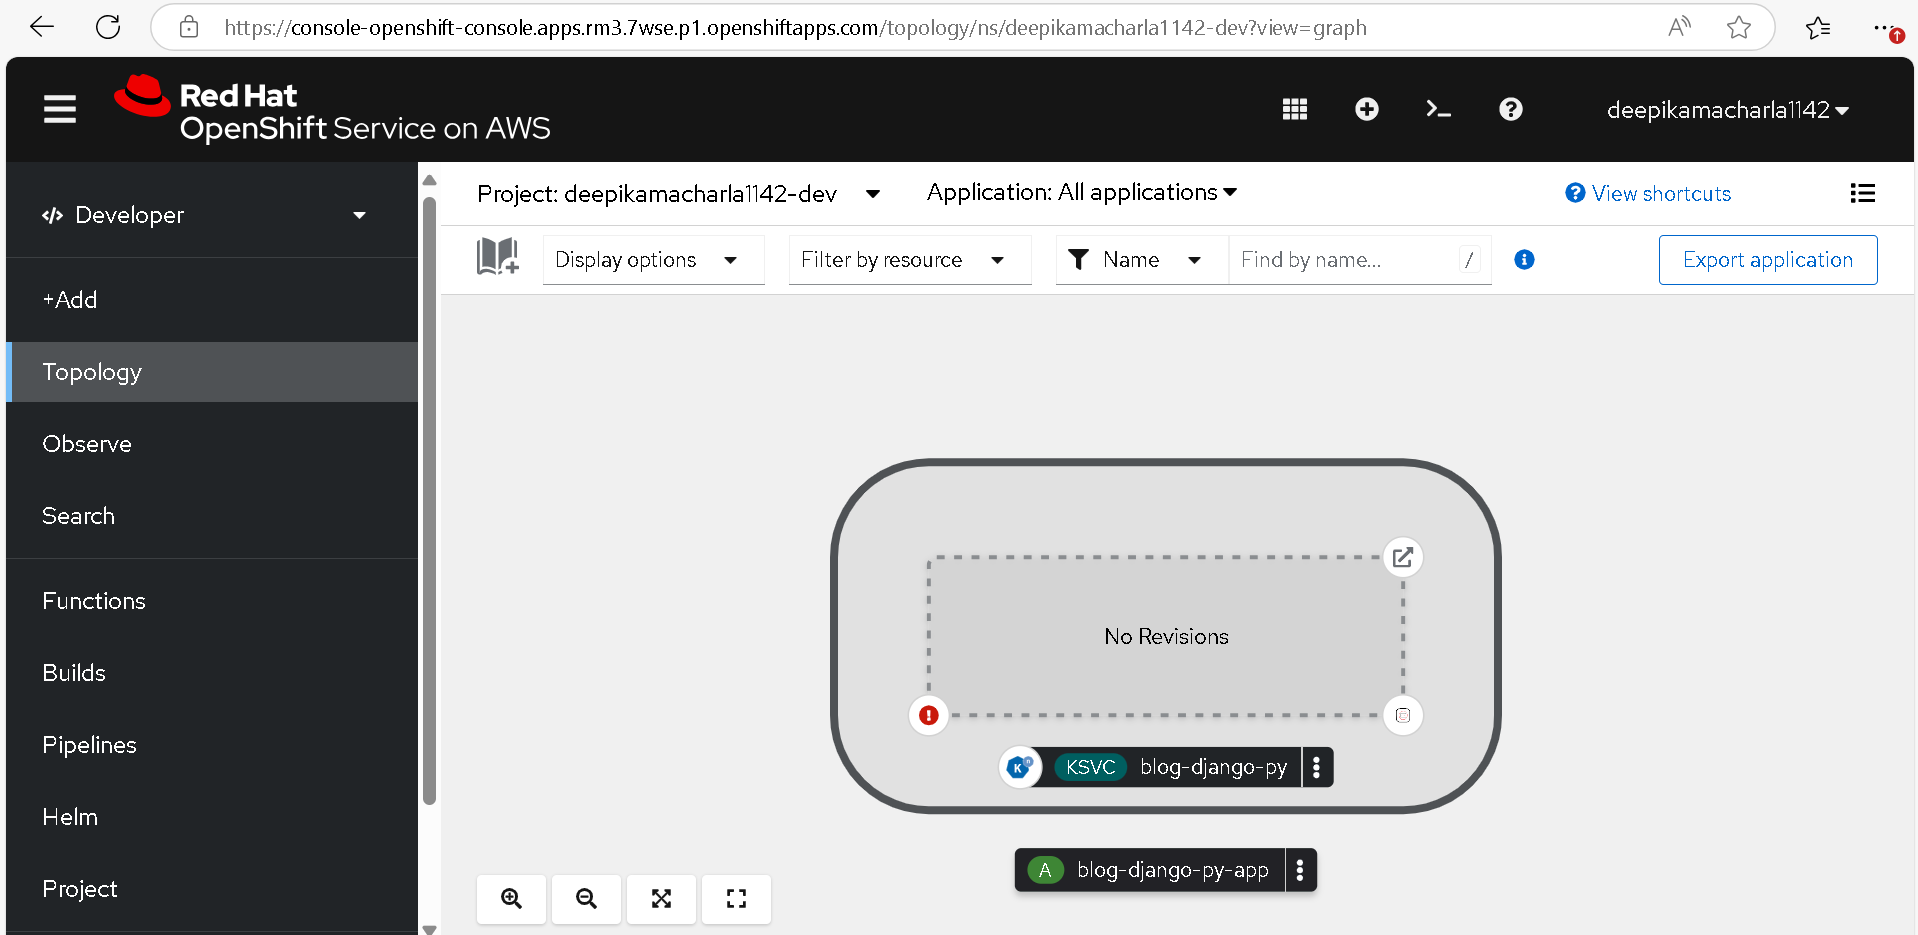 https://console-openshift-console.apps.rm3.7wse.p1.openshiftapps.com/topology/ns/deepikamacharla1142-dev?view=graph
Red Hat
OpenShift Service on AWS
deepikamacharla1142
Developer
+Add
Topology
Observe
Search
Functions
Builds
Pipelines
Helm
Project
Project: deepikamacharla1142-dev
Application: All applications
View shortcuts
Display options
Filter by resource
Name
Find by name...
/
Export application
No Revisions
KSVC blog-django-py
A blog-django-py-app